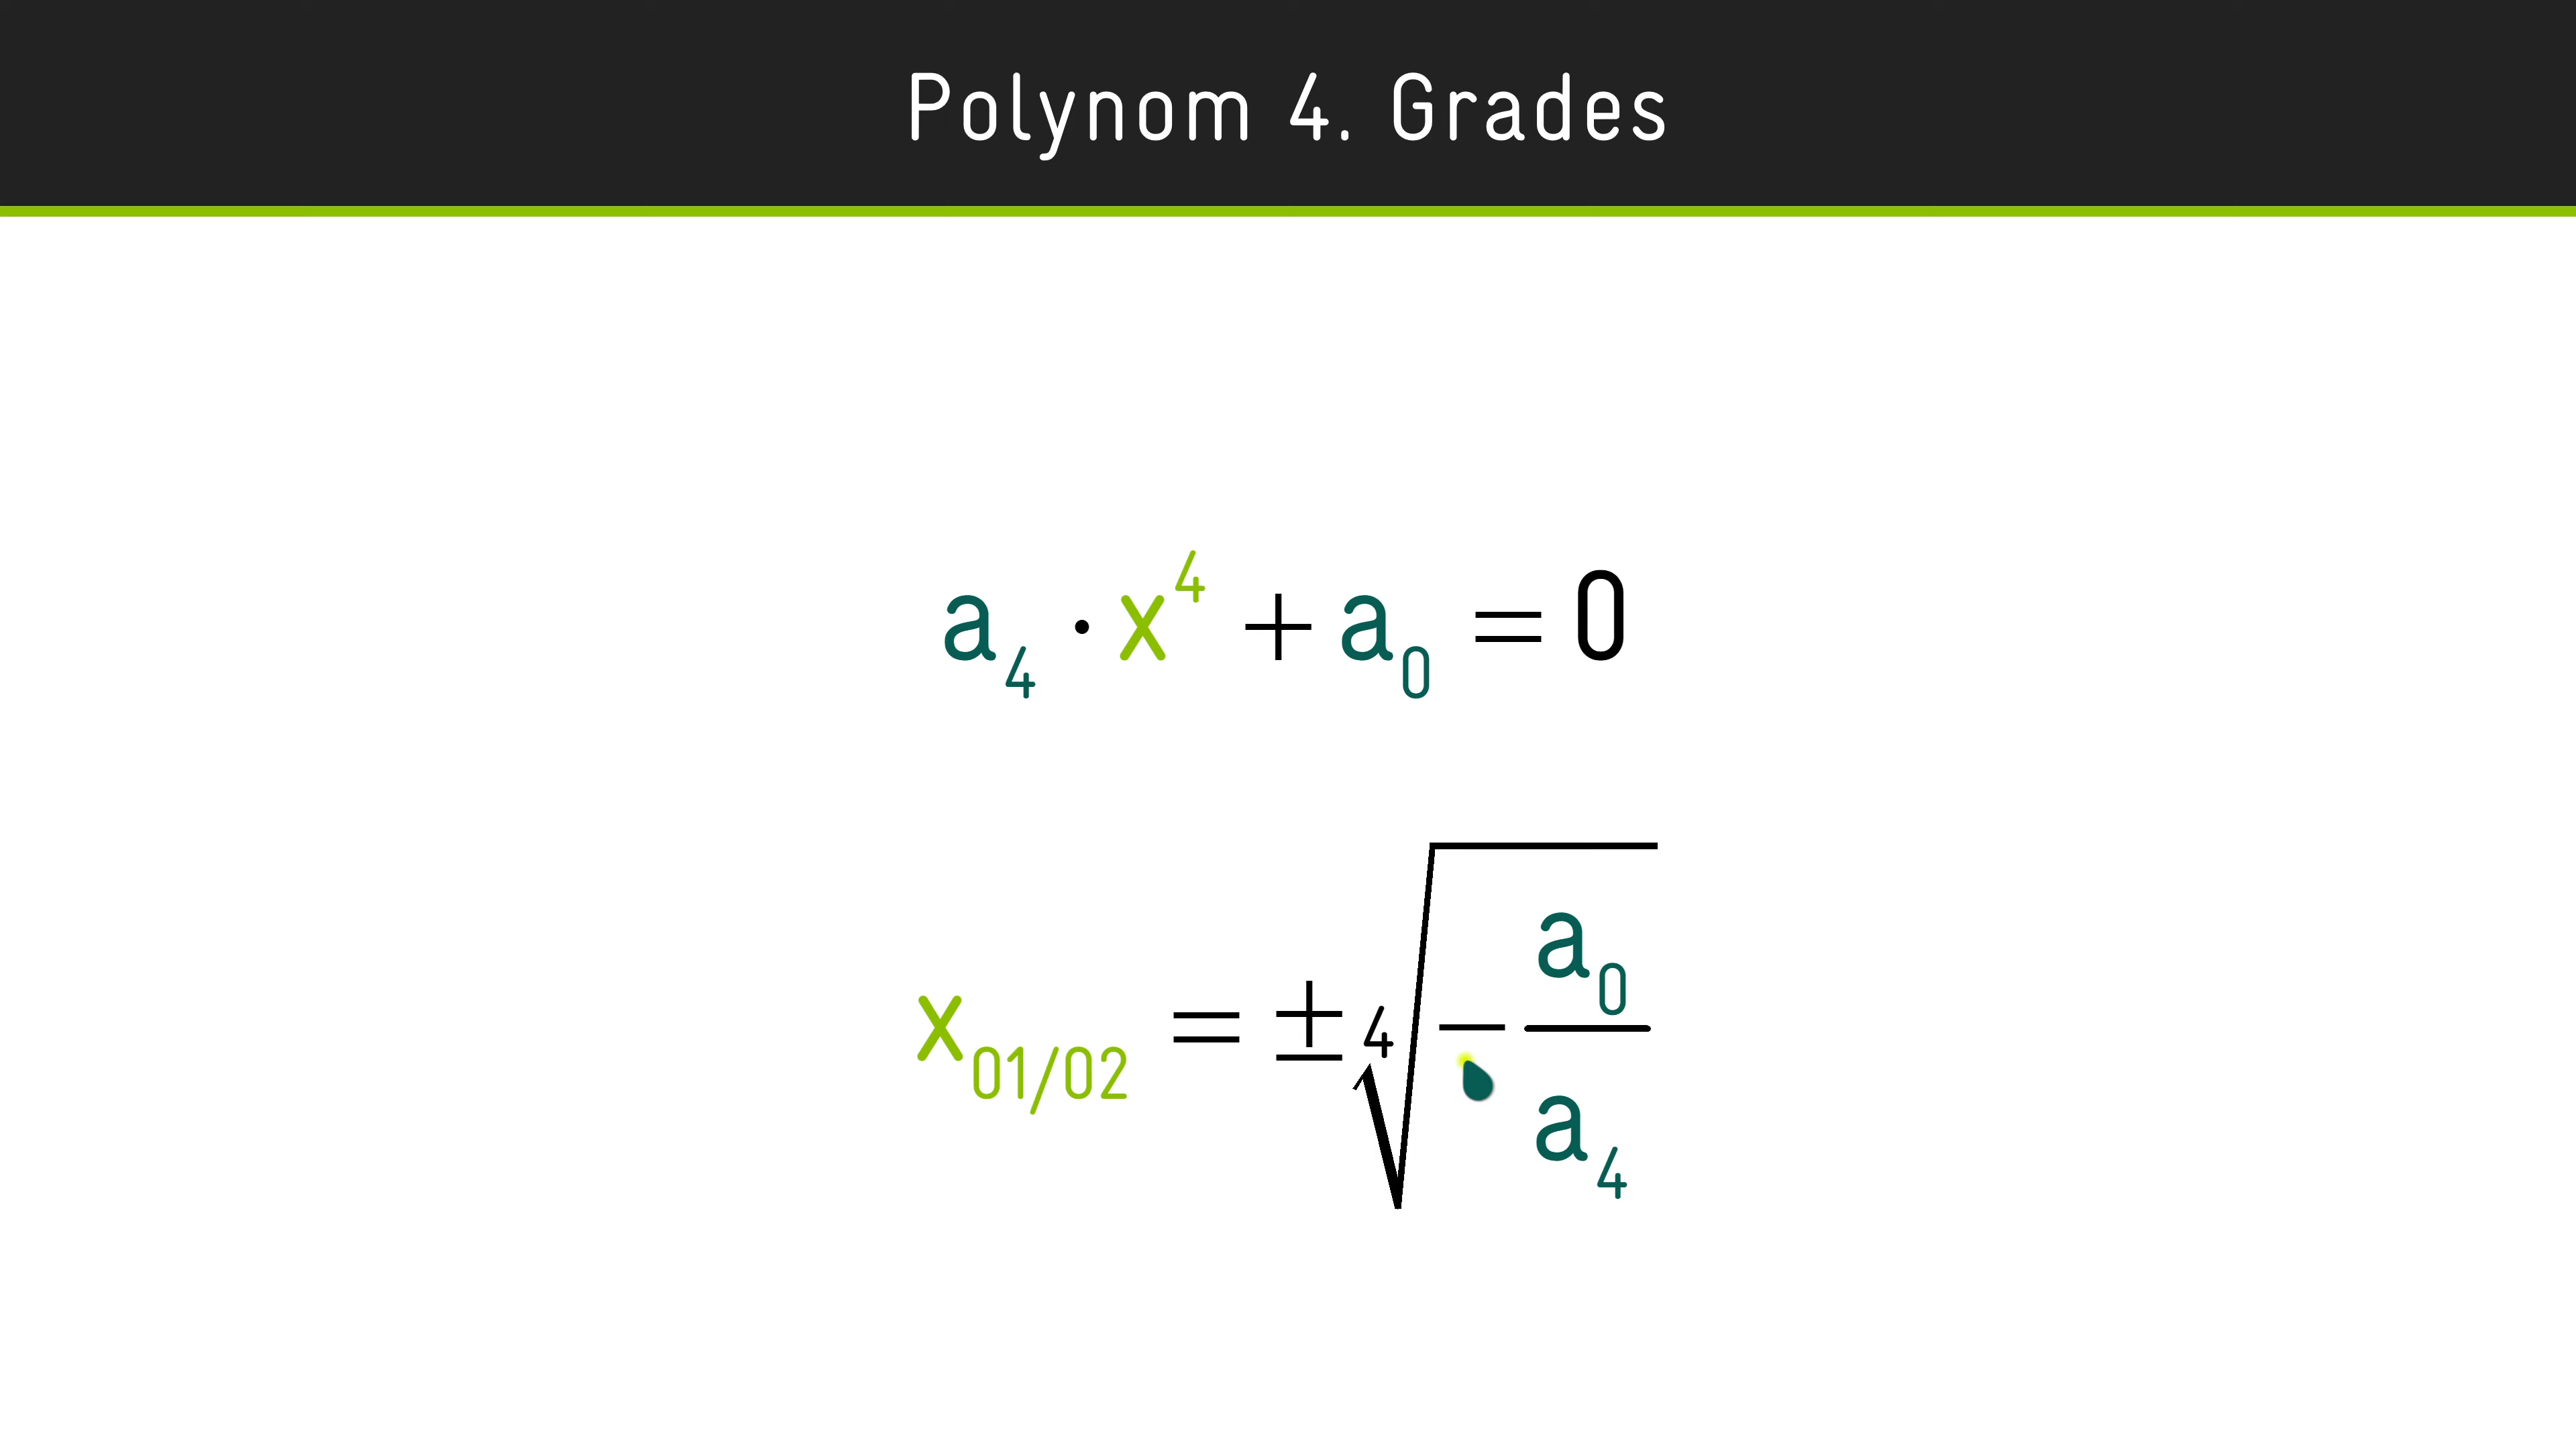 Polynom 4. Grades
a₄ · x⁴ + a₀ = 0
x₀₁/₀₂ = ± ⁴√(− a₀/a₄)